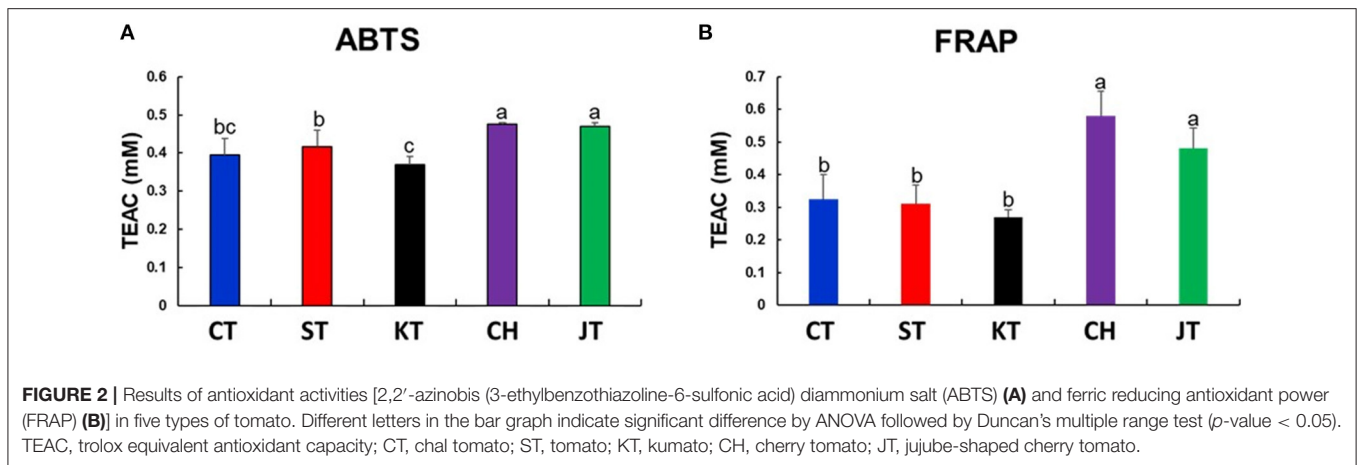 A
ABTS
TEAC (mM)
0.6
0.5
0.4
0.3
0.2
0.1
0
bc
b
c
a
a
CT ST KT CH JT
B
FRAP
TEAC (mM)
0.7
0.6
0.5
0.4
0.3
0.2
0.1
0
b
b
b
a
a
CT ST KT CH JT
FIGURE 2 | Results of antioxidant activities [2,2′-azinobis (3-ethylbenzothiazoline-6-sulfonic acid) diammonium salt (ABTS) (A) and ferric reducing antioxidant power
(FRAP) (B)] in five types of tomato. Different letters in the bar graph indicate significant difference by ANOVA followed by Duncan's multiple range test (p-value < 0.05).
TEAC, trolox equivalent antioxidant capacity; CT, chal tomato; ST, tomato; KT, kumato; CH, cherry tomato; JT, jujube-shaped cherry tomato.